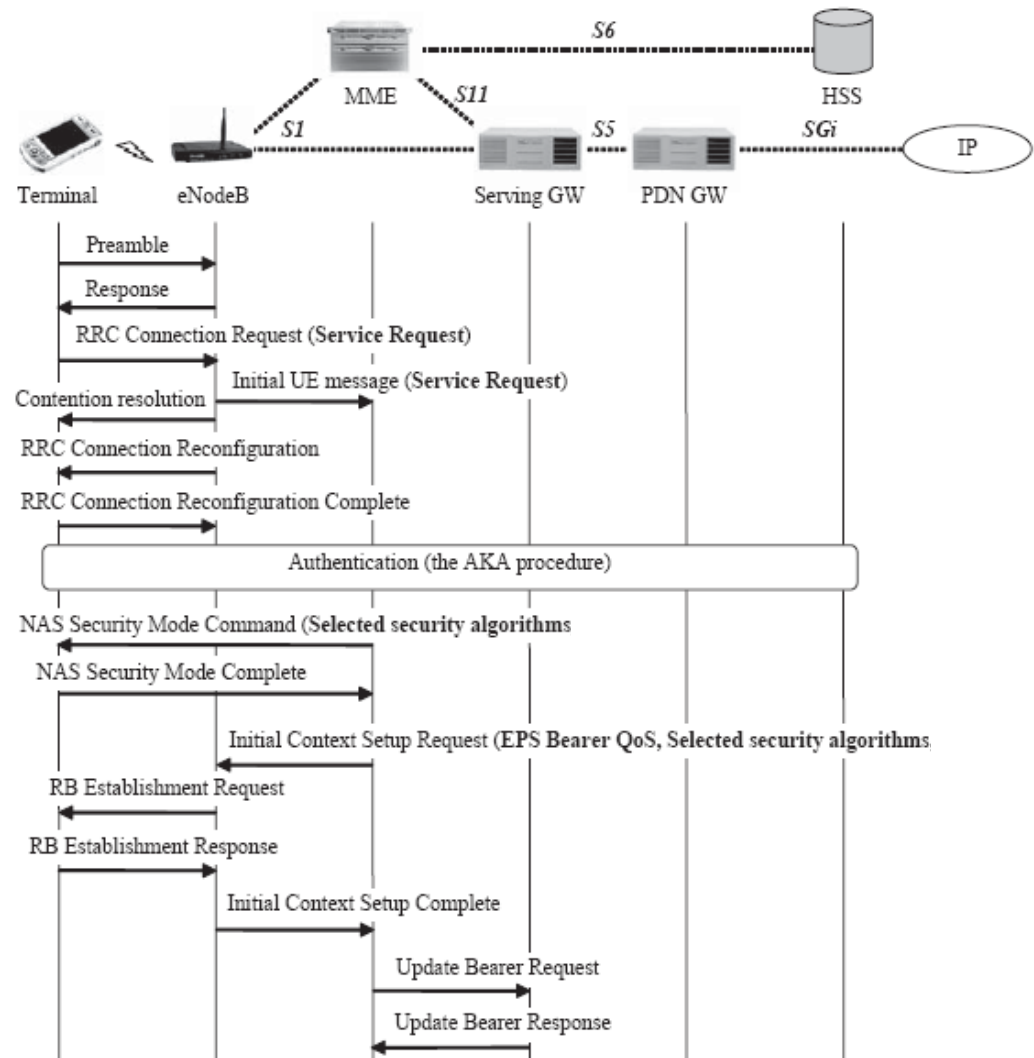 S6
MME
S11
HSS
S1
S5
SGi
IP
Terminal
eNodeB
Serving GW
PDN GW
Preamble
Response
RRC Connection Request (Service Request)
Initial UE message (Service Request)
Contention resolution
RRC Connection Reconfiguration
RRC Connection Reconfiguration Complete
Authentication (the AKA procedure)
NAS Security Mode Command (Selected security algorithms
NAS Security Mode Complete
Initial Context Setup Request (EPS Bearer QoS, Selected security algorithms
RB Establishment Request
RB Establishment Response
Initial Context Setup Complete
Update Bearer Request
Update Bearer Response